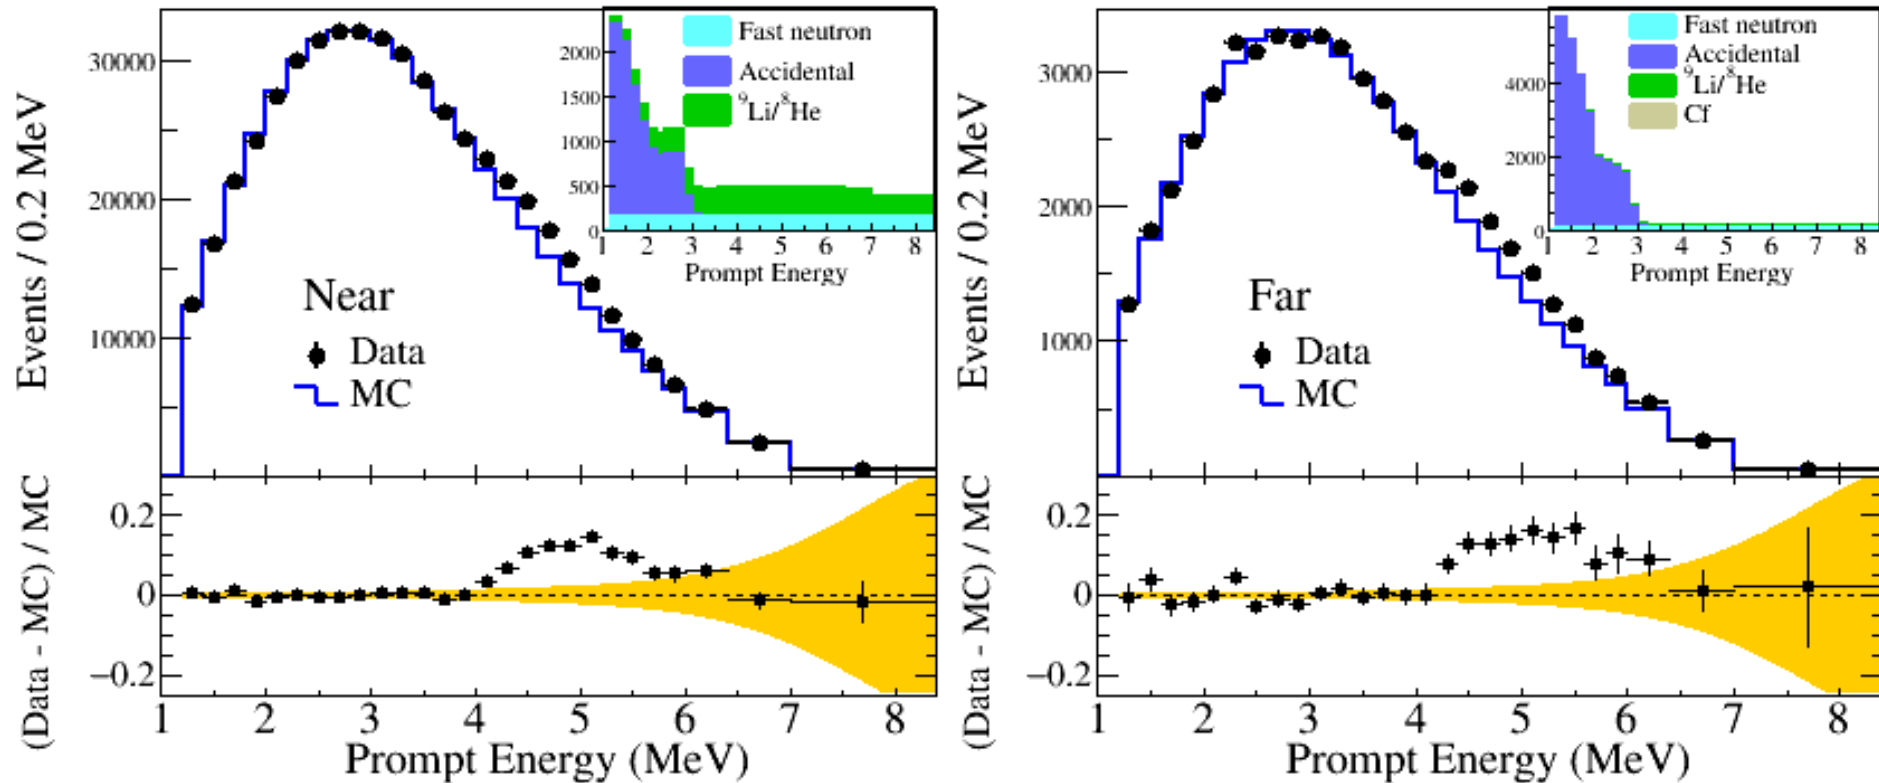 Events / 0.2 MeV
30000
20000
10000
Near
Data
MC
2000
1500
1000
500
0
Fast neutron
Accidental
⁹Li/⁸He
1 2 3 4 5 6 7 8
Prompt Energy
(Data - MC) / MC
0.2
0
−0.2
1 2 3 4 5 6 7 8
Prompt Energy (MeV)
Events / 0.2 MeV
3000
2000
1000
Far
Data
MC
4000
2000
0
Fast neutron
Accidental
⁹Li/⁸He
Cf
1 2 3 4 5 6 7 8
Prompt Energy
(Data - MC) / MC
0.2
0
−0.2
1 2 3 4 5 6 7 8
Prompt Energy (MeV)